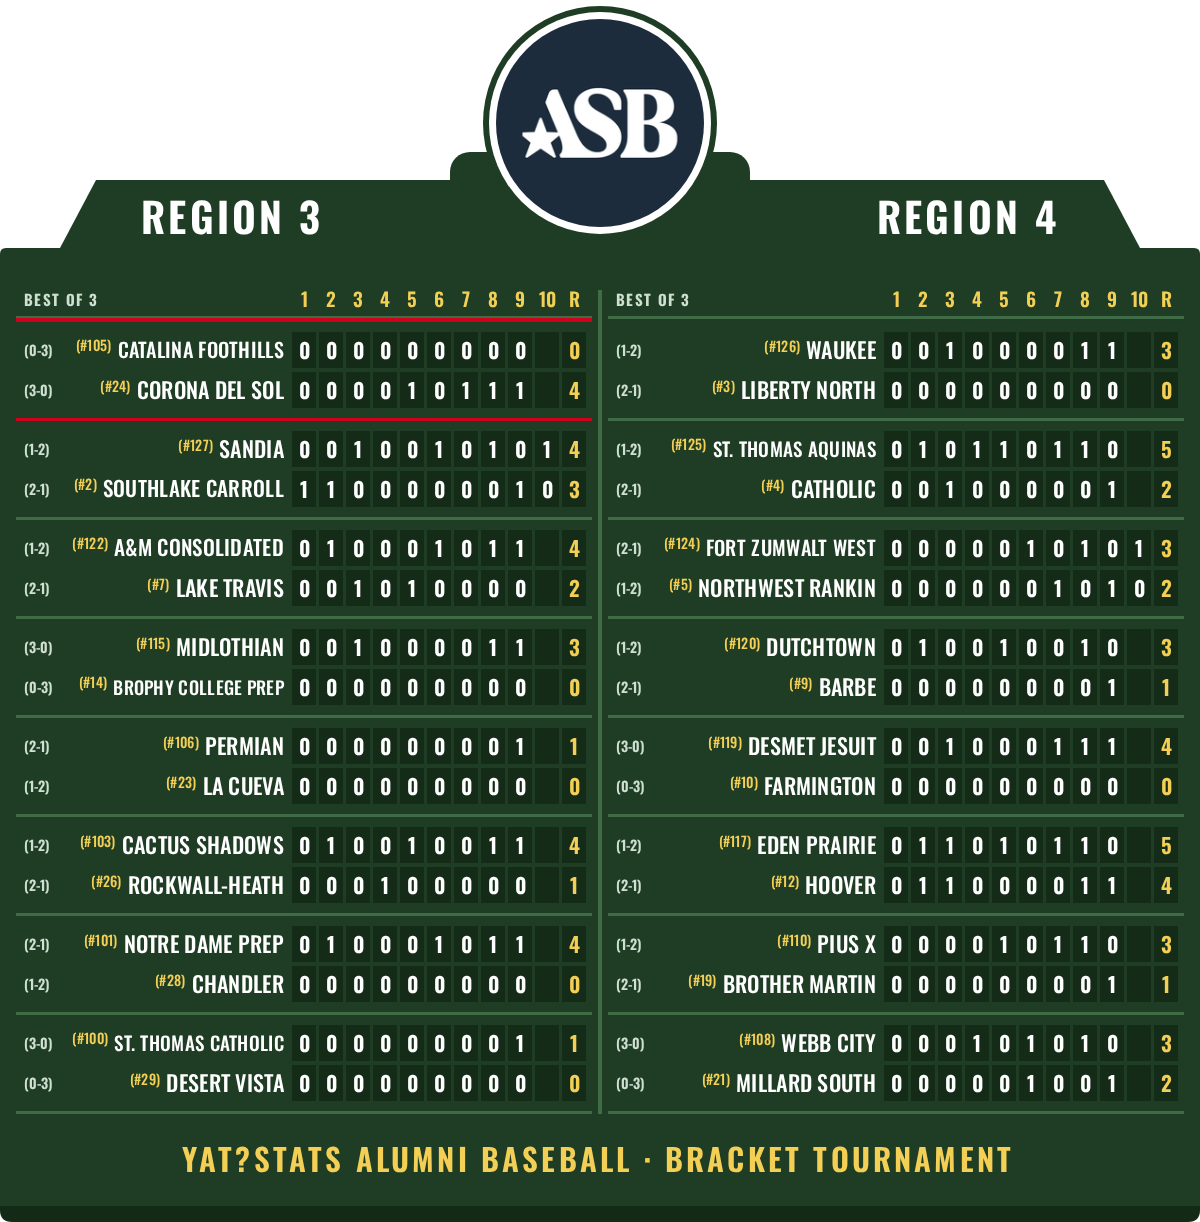 ASB
REGION 3
REGION 4
BEST OF 3 1 2 3 4 5 6 7 8 9 10 R
(0-3) (#105) CATALINA FOOTHILLS 0 0 0 0 0 0 0 0 0 0
(3-0) (#24) CORONA DEL SOL 0 0 0 0 1 0 1 1 1 4
(1-2) (#127) SANDIA 0 0 1 0 0 1 0 1 0 1 4
(2-1) (#2) SOUTHLAKE CARROLL 1 1 0 0 0 0 0 0 1 0 3
(1-2) (#122) A&M CONSOLIDATED 0 1 0 0 0 1 0 1 1 4
(2-1) (#7) LAKE TRAVIS 0 0 1 0 1 0 0 0 0 2
(3-0) (#115) MIDLOTHIAN 0 0 1 0 0 0 0 1 1 3
(0-3) (#14) BROPHY COLLEGE PREP 0 0 0 0 0 0 0 0 0 0
(2-1) (#106) PERMIAN 0 0 0 0 0 0 0 0 1 1
(1-2) (#23) LA CUEVA 0 0 0 0 0 0 0 0 0 0
(1-2) (#103) CACTUS SHADOWS 0 1 0 0 1 0 0 1 1 4
(2-1) (#26) ROCKWALL-HEATH 0 0 0 1 0 0 0 0 0 1
(2-1) (#101) NOTRE DAME PREP 0 1 0 0 0 1 0 1 1 4
(1-2) (#28) CHANDLER 0 0 0 0 0 0 0 0 0 0
(3-0) (#100) ST. THOMAS CATHOLIC 0 0 0 0 0 0 0 0 1 1
(0-3) (#29) DESERT VISTA 0 0 0 0 0 0 0 0 0 0
BEST OF 3 1 2 3 4 5 6 7 8 9 10 R
(1-2) (#126) WAUKEE 0 0 1 0 0 0 0 1 1 3
(2-1) (#3) LIBERTY NORTH 0 0 0 0 0 0 0 0 0 0
(1-2) (#125) ST. THOMAS AQUINAS 0 1 0 1 1 0 1 1 0 5
(2-1) (#4) CATHOLIC 0 0 1 0 0 0 0 0 1 2
(2-1) (#124) FORT ZUMWALT WEST 0 0 0 0 0 1 0 1 0 1 3
(1-2) (#5) NORTHWEST RANKIN 0 0 0 0 0 0 1 0 1 0 2
(1-2) (#120) DUTCHTOWN 0 1 0 0 1 0 0 1 0 3
(2-1) (#9) BARBE 0 0 0 0 0 0 0 0 1 1
(3-0) (#119) DESMET JESUIT 0 0 1 0 0 0 1 1 1 4
(0-3) (#10) FARMINGTON 0 0 0 0 0 0 0 0 0 0
(1-2) (#117) EDEN PRAIRIE 0 1 1 0 1 0 1 1 0 5
(2-1) (#12) HOOVER 0 1 1 0 0 0 0 1 1 4
(1-2) (#110) PIUS X 0 0 0 0 1 0 1 1 0 3
(2-1) (#19) BROTHER MARTIN 0 0 0 0 0 0 0 0 1 1
(3-0) (#108) WEBB CITY 0 0 0 1 0 1 0 1 0 3
(0-3) (#21) MILLARD SOUTH 0 0 0 0 0 1 0 0 1 2
YAT?STATS ALUMNI BASEBALL · BRACKET TOURNAMENT